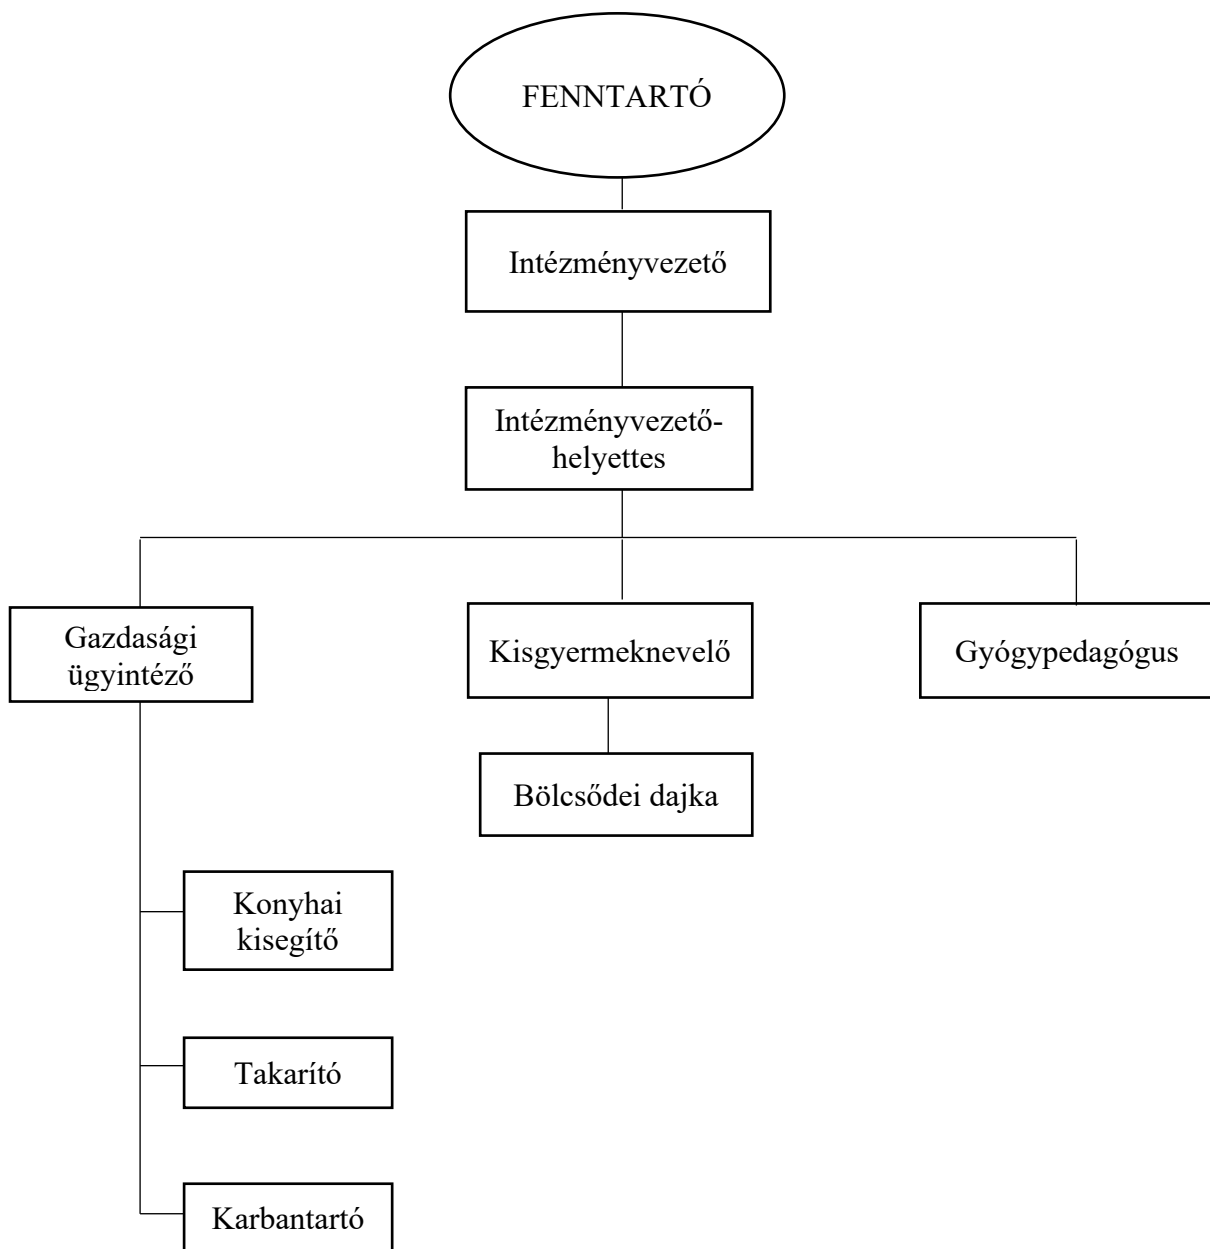 FENNTARTÓ
Intézményvezető
Intézményvezető-
helyettes
Gazdasági
ügyintéző
Kisgyermeknevelő
Gyógypedagógus
Bölcsődei dajka
Konyhai
kisegítő
Takarító
Karbantartó